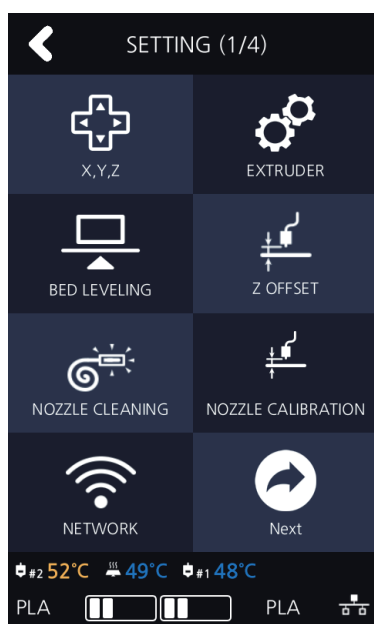 SETTING (1/4)
X,Y,Z
EXTRUDER
BED LEVELING
Z OFFSET
NOZZLE CLEANING
NOZZLE CALIBRATION
NETWORK
Next
#2 52°C 49°C #1 48°C
PLA PLA